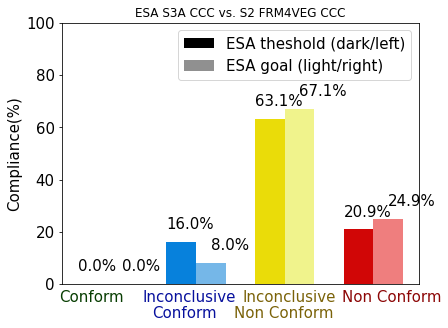 ESA S3A CCC vs. S2 FRM4VEG CCC
ESA theshold (dark/left)
ESA goal (light/right)
Compliance(%)
100
80
60
40
20
0
0.0%
0.0%
16.0%
8.0%
63.1%
67.1%
20.9%
24.9%
Conform
Inconclusive
Conform
Inconclusive
Non Conform
Non Conform